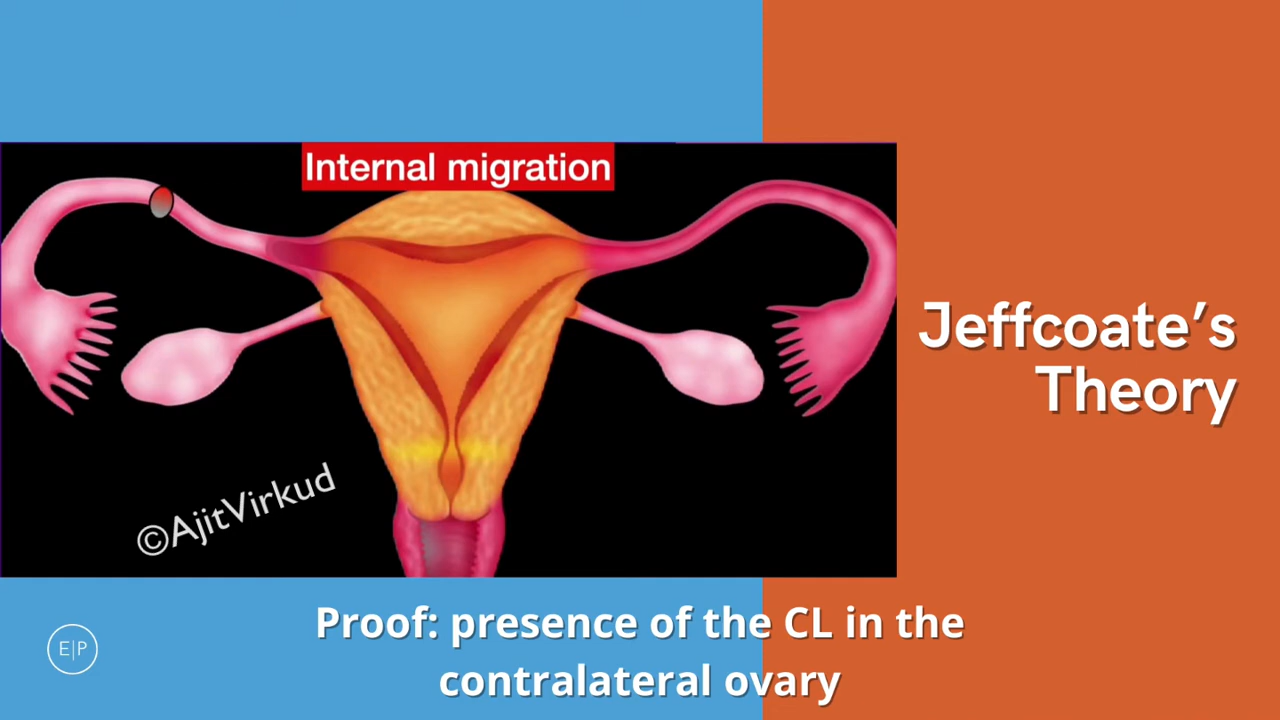 Internal migration
Jeffcoate's
Theory
©AjitVirkud
E|P
Proof: presence of the CL in the
contralateral ovary